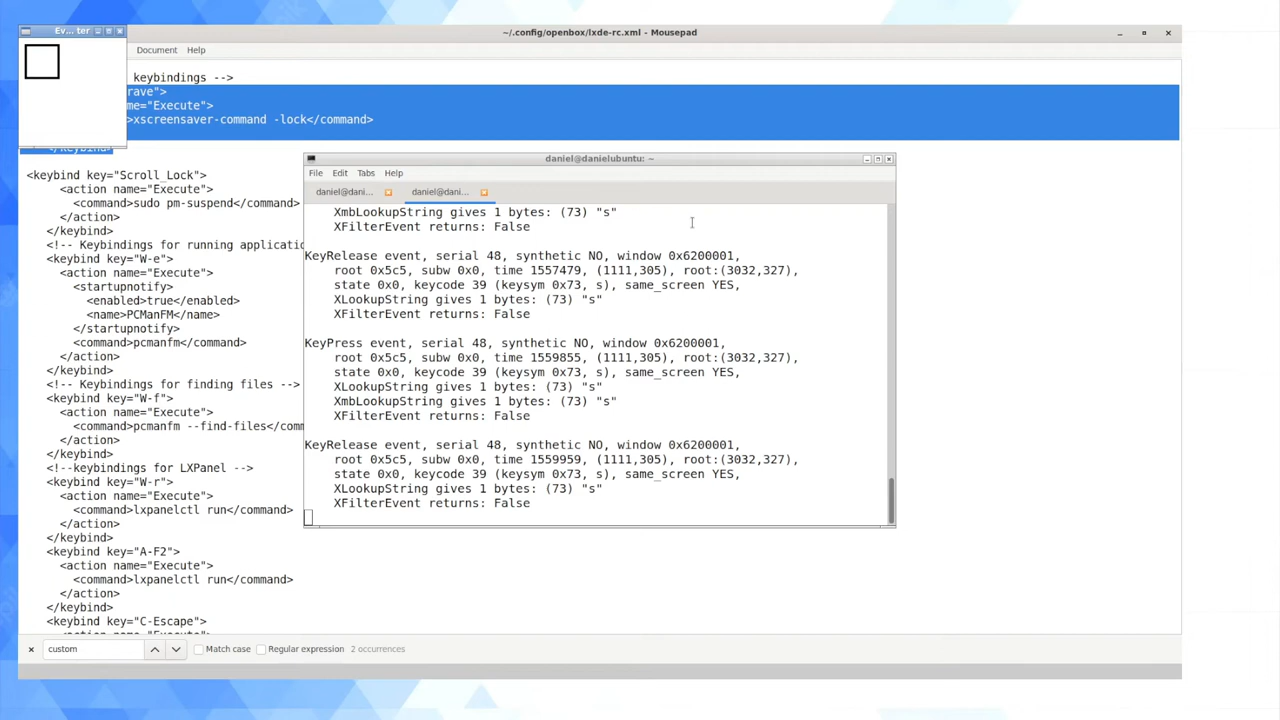 Ev... ter
~/.config/openbox/lxde-rc.xml - Mousepad
Document Help
keybindings -->
rave">
me="Execute">
>xscreensaver-command -lock</command>
</keybind>
<keybind key="Scroll_Lock">
<action name="Execute">
<command>sudo pm-suspend</command>
</action>
</keybind>
<!-- Keybindings for running applicatio
<keybind key="W-e">
<action name="Execute">
<startupnotify>
<enabled>true</enabled>
<name>PCManFM</name>
</startupnotify>
<command>pcmanfm</command>
</action>
</keybind>
<!-- Keybindings for finding files -->
<keybind key="W-f">
<action name="Execute">
<command>pcmanfm --find-files</comm
</action>
</keybind>
<!--keybindings for LXPanel -->
<keybind key="W-r">
<action name="Execute">
<command>lxpanelctl run</command>
</action>
</keybind>
<keybind key="A-F2">
<action name="Execute">
<command>lxpanelctl run</command>
</action>
</keybind>
<keybind key="C-Escape">
<action name="Execute">
daniel@danielubuntu: ~
File Edit Tabs Help
daniel@dani... daniel@dani...
XmbLookupString gives 1 bytes: (73) "s"
XFilterEvent returns: False
KeyRelease event, serial 48, synthetic NO, window 0x6200001,
root 0x5c5, subw 0x0, time 1557479, (1111,305), root:(3032,327),
state 0x0, keycode 39 (keysym 0x73, s), same_screen YES,
XLookupString gives 1 bytes: (73) "s"
XFilterEvent returns: False
KeyPress event, serial 48, synthetic NO, window 0x6200001,
root 0x5c5, subw 0x0, time 1559855, (1111,305), root:(3032,327),
state 0x0, keycode 39 (keysym 0x73, s), same_screen YES,
XLookupString gives 1 bytes: (73) "s"
XmbLookupString gives 1 bytes: (73) "s"
XFilterEvent returns: False
KeyRelease event, serial 48, synthetic NO, window 0x6200001,
root 0x5c5, subw 0x0, time 1559959, (1111,305), root:(3032,327),
state 0x0, keycode 39 (keysym 0x73, s), same_screen YES,
XLookupString gives 1 bytes: (73) "s"
XFilterEvent returns: False
custom Match case Regular expression 2 occurrences